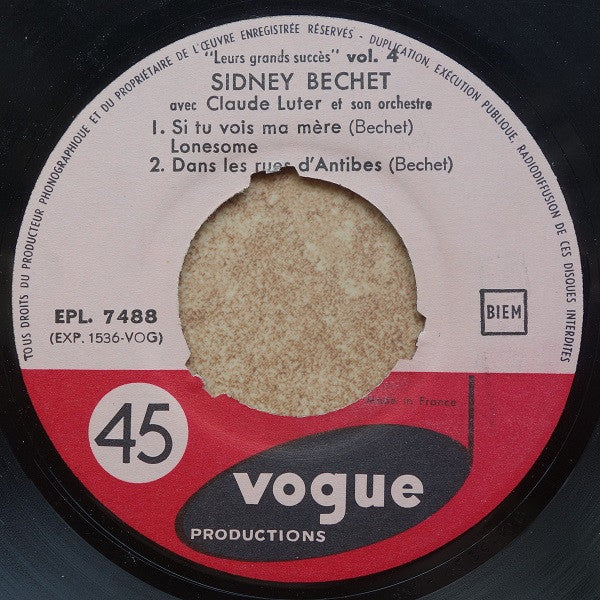 TOUS DROITS DU PRODUCTEUR PHONOGRAPHIQUE ET DU PROPRIÉTAIRE DE L'ŒUVRE ENREGISTRÉE RÉSERVÉS - DUPLICATION, EXÉCUTION PUBLIQUE, RADIODIFFUSION DE CES DISQUES INTERDITES
"Leurs grands succès" vol. 4
SIDNEY BECHET
avec Claude Luter et son orchestre
1. Si tu vois ma mère (Bechet)
Lonesome
2. Dans les rues d'Antibes (Bechet)
EPL. 7488
(EXP. 1536-VOG)
BIEM
Made in France
45
vogue
PRODUCTIONS